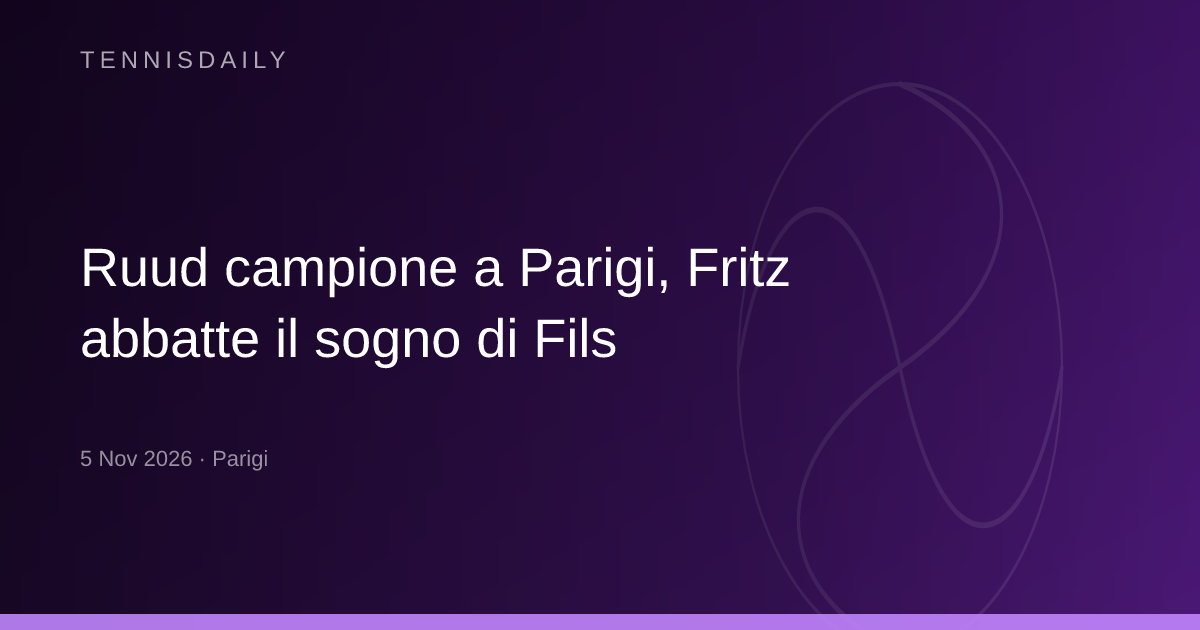 TENNISDAILY
Ruud campione a Parigi, Fritz
abbatte il sogno di Fils
5 Nov 2026 · Parigi